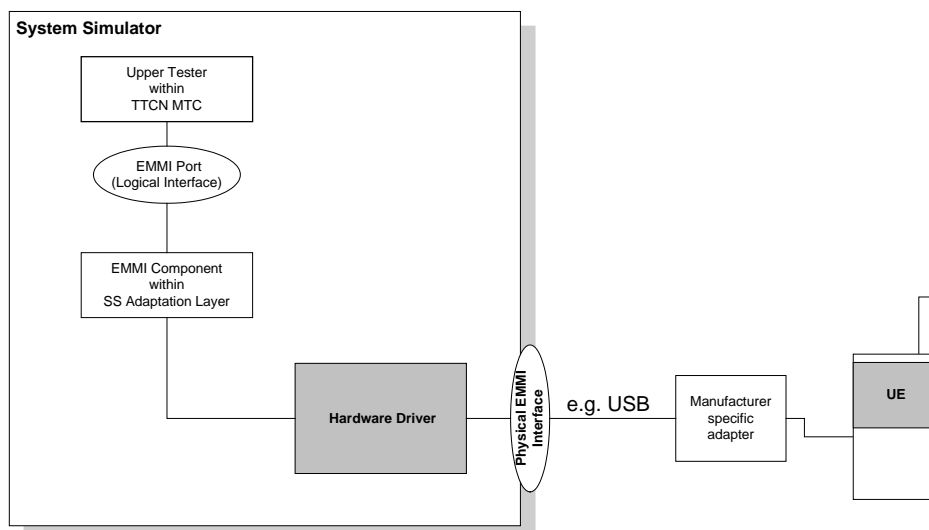 System Simulator
Upper Tester
within
TTCN MTC
EMMI Port
(Logical Interface)
EMMI Component
within
SS Adaptation Layer
Hardware Driver
Physical EMMI
Interface
e.g. USB
Manufacturer
specific
adapter
UE